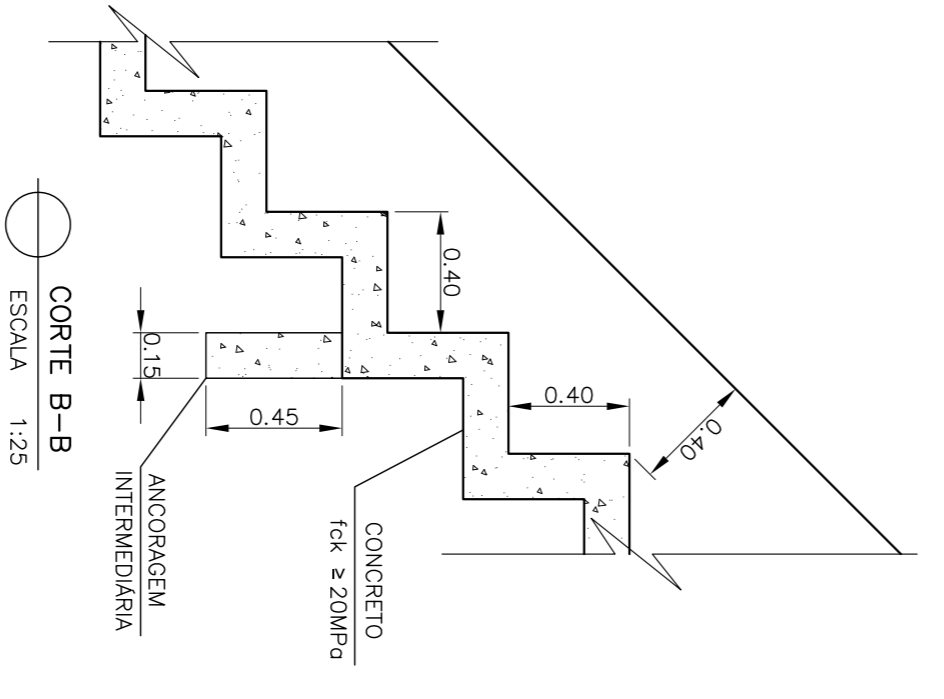 0.40
0.40
0.40
0.15
0.45
ANCORAGEM
INTERMEDIÁRIA
CONCRETO
fck ≥ 20MPa
CORTE B-B
ESCALA 1:25